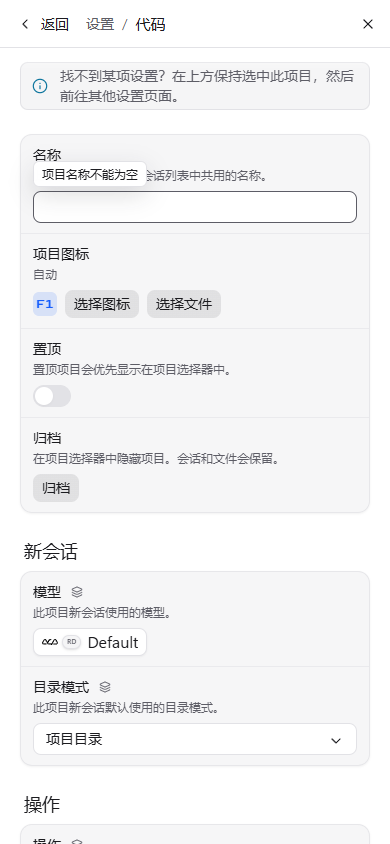 返回 设置 / 代码
找不到某项设置？在上方保持选中此项目，然后
前往其他设置页面。
名称
项目名称不能为空
会话列表中共用的名称。
项目图标
自动
F1 选择图标 选择文件
置顶
置顶项目会优先显示在项目选择器中。
归档
在项目选择器中隐藏项目。会话和文件会保留。
归档
新会话
模型
此项目新会话使用的模型。
RD Default
目录模式
此项目新会话默认使用的目录模式。
项目目录
操作
操作